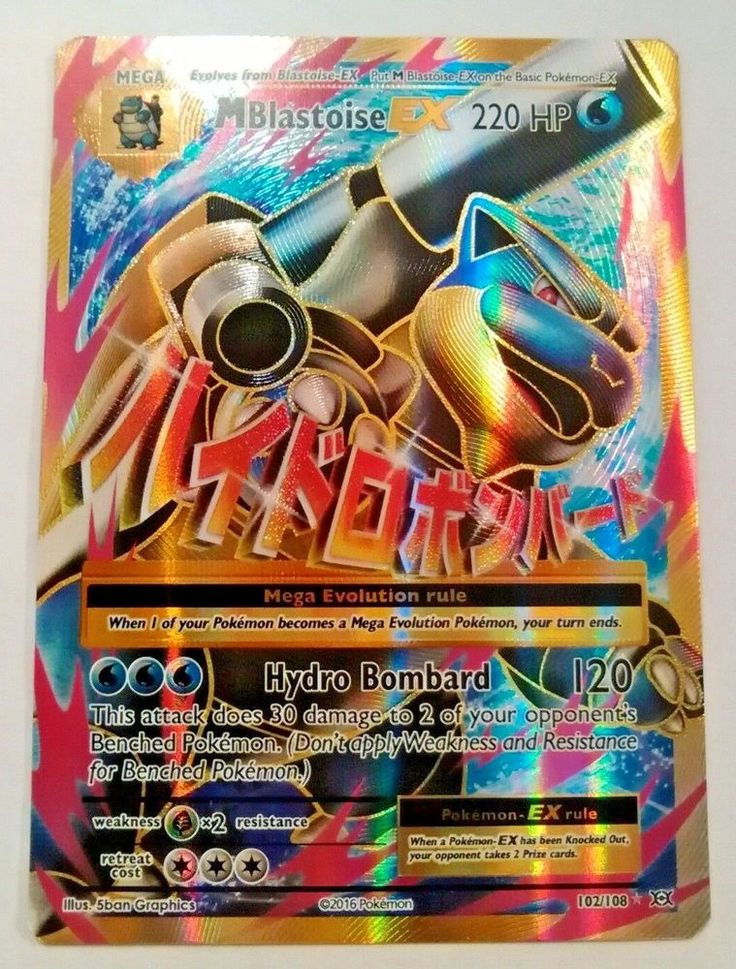 MEGA
Evolves from Blastoise-EX Put M Blastoise-EX on the Basic Pokémon-EX
MBlastoise EX 220 HP
ハイドロボンバード
Mega Evolution rule
When 1 of your Pokémon becomes a Mega Evolution Pokémon, your turn ends.
Hydro Bombard 120
This attack does 30 damage to 2 of your opponent's
Benched Pokémon. (Don't apply Weakness and Resistance
for Benched Pokémon.)
weakness ×2 resistance
retreat
cost
Pokémon-EX rule
When a Pokémon-EX has been Knocked Out,
your opponent takes 2 Prize cards.
Illus. 5ban Graphics ©2016 Pokémon 102/108